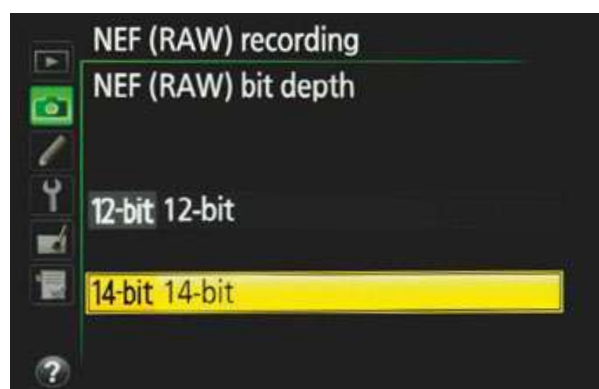 NEF (RAW) recording
NEF (RAW) bit depth
12-bit 12-bit
14-bit 14-bit
?